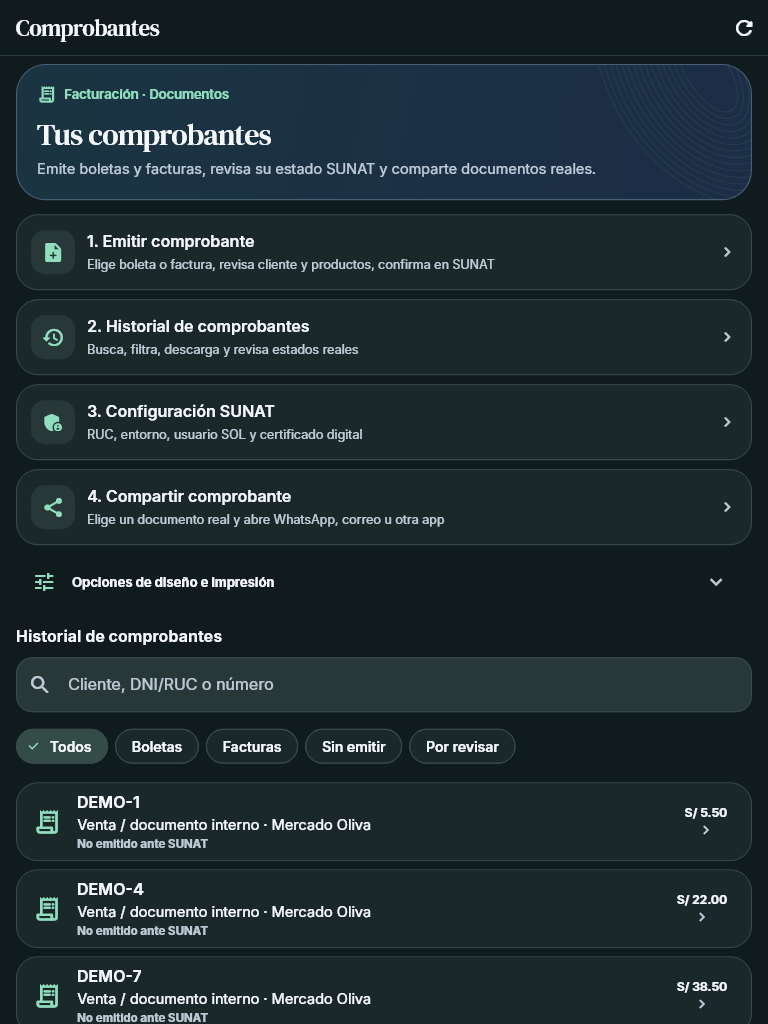 Comprobantes
Facturación · Documentos
Tus comprobantes
Emite boletas y facturas, revisa su estado SUNAT y comparte documentos reales.
1. Emitir comprobante
Elige boleta o factura, revisa cliente y productos, confirma en SUNAT
2. Historial de comprobantes
Busca, filtra, descarga y revisa estados reales
3. Configuración SUNAT
RUC, entorno, usuario SOL y certificado digital
4. Compartir comprobante
Elige un documento real y abre WhatsApp, correo u otra app
Opciones de diseño e impresión
Historial de comprobantes
Cliente, DNI/RUC o número
Todos
Boletas
Facturas
Sin emitir
Por revisar
DEMO-1
Venta / documento interno · Mercado Oliva
No emitido ante SUNAT
S/ 5.50
DEMO-4
Venta / documento interno · Mercado Oliva
No emitido ante SUNAT
S/ 22.00
DEMO-7
Venta / documento interno · Mercado Oliva
No emitido ante SUNAT
S/ 38.50